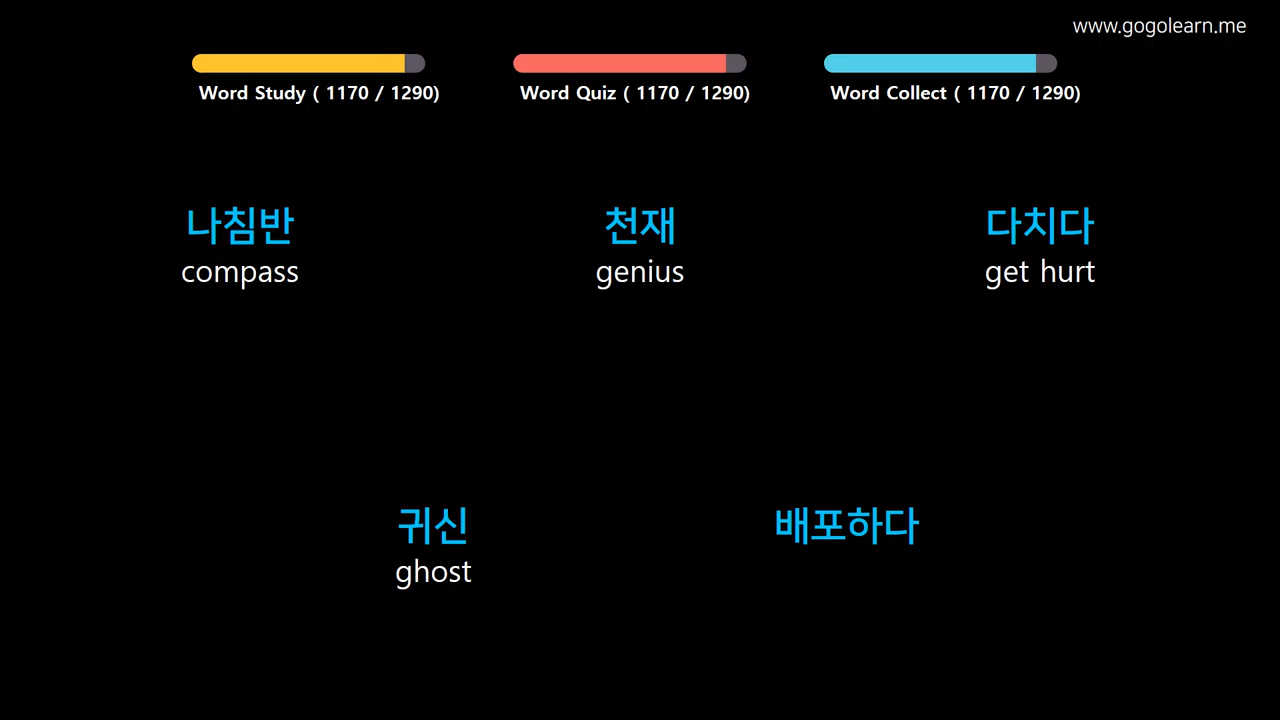 www.gogolearn.me
Word Study ( 1170 / 1290)
Word Quiz ( 1170 / 1290)
Word Collect ( 1170 / 1290)
나침반
compass
천재
genius
다치다
get hurt
귀신
ghost
배포하다